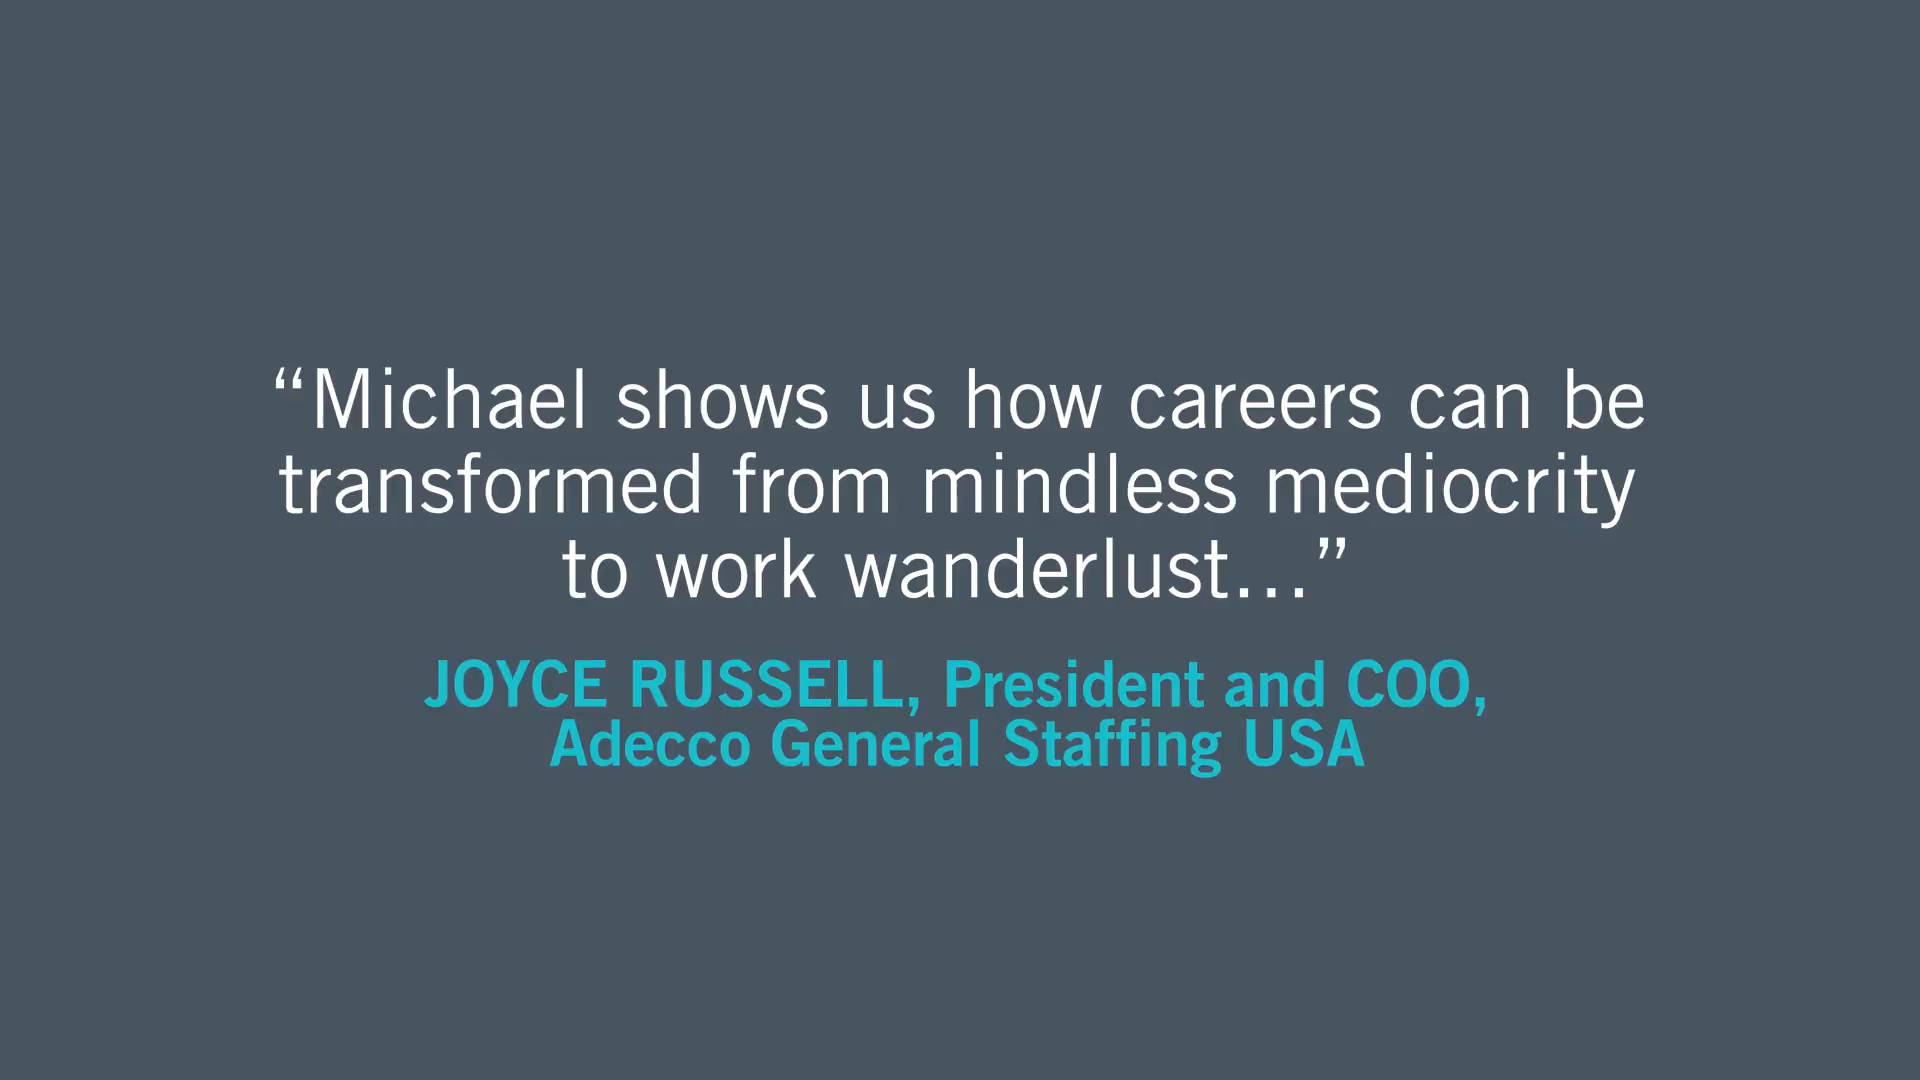 “Michael shows us how careers can be
transformed from mindless mediocrity
to work wanderlust...”
JOYCE RUSSELL, President and COO,
Adecco General Staffing USA